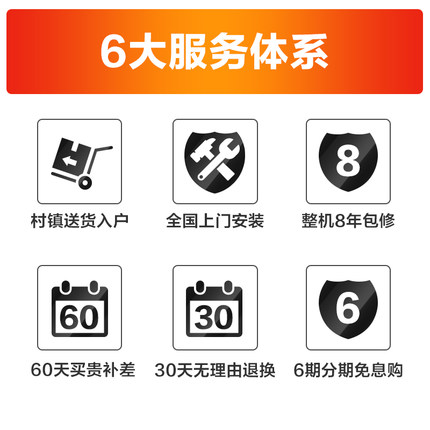 6大服务体系
8
村镇送货入户 全国上门安装 整机8年包修
60 30 6
60天买贵补差 30天无理由退换 6期分期免息购